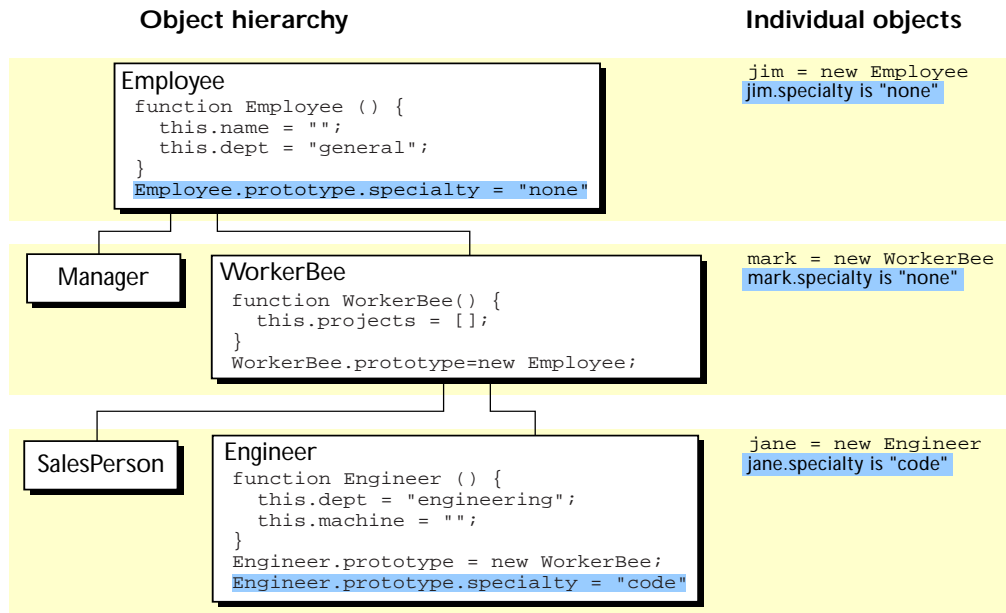 Object hierarchy
Individual objects
Employee
function Employee () {
this.name = "";
this.dept = "general";
}
Employee.prototype.specialty = "none"
jim = new Employee
jim.specialty is "none"
Manager
WorkerBee
function WorkerBee() {
this.projects = [];
}
WorkerBee.prototype=new Employee;
mark = new WorkerBee
mark.specialty is "none"
SalesPerson
Engineer
function Engineer () {
this.dept = "engineering";
this.machine = "";
}
Engineer.prototype = new WorkerBee;
Engineer.prototype.specialty = "code"
jane = new Engineer
jane.specialty is "code"